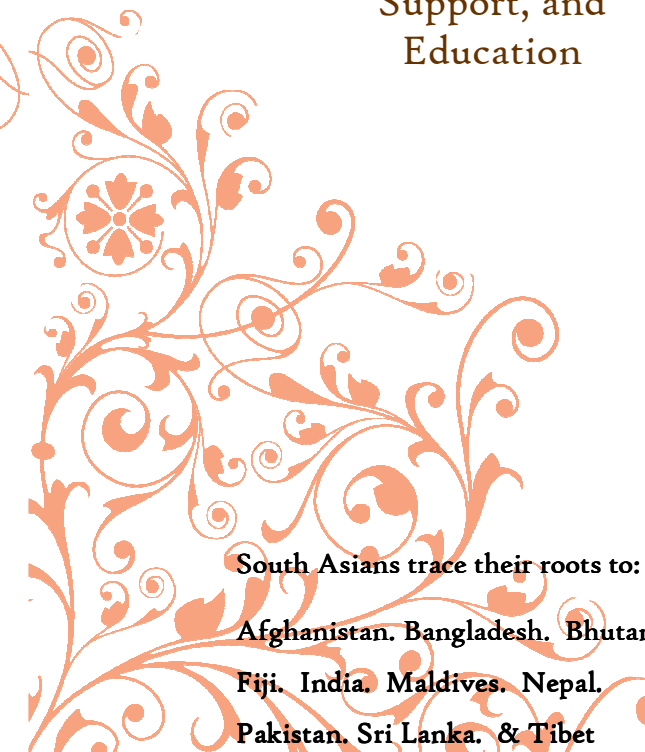 Support, and
Education
South Asians trace their roots to:
Afghanistan. Bangladesh. Bhutan
Fiji. India. Maldives. Nepal.
Pakistan. Sri Lanka. & Tibet